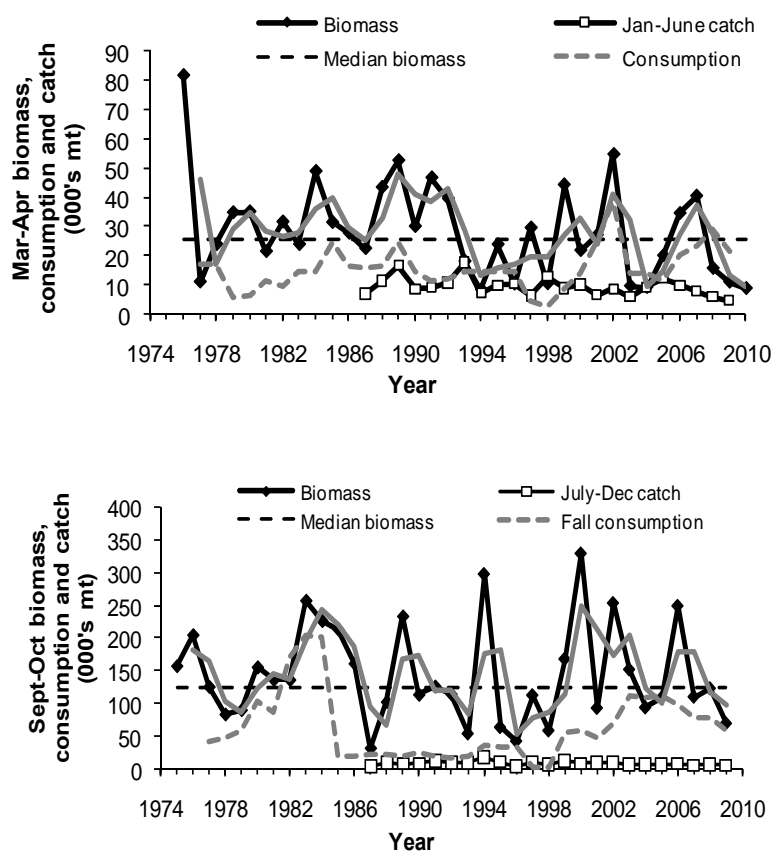 Biomass
Jan-June catch
Median biomass
Consumption
Mar-Apr biomass,
consumption and catch
(000's mt)
90
80
70
60
50
40
30
20
10
0
1974 1978 1982 1986 1990 1994 1998 2002 2006 2010
Year
Biomass
July-Dec catch
Median biomass
Fall consumption
Sept-Oct biomass,
consumption and catch
(000's mt)
400
350
300
250
200
150
100
50
0
1974 1978 1982 1986 1990 1994 1998 2002 2006 2010
Year